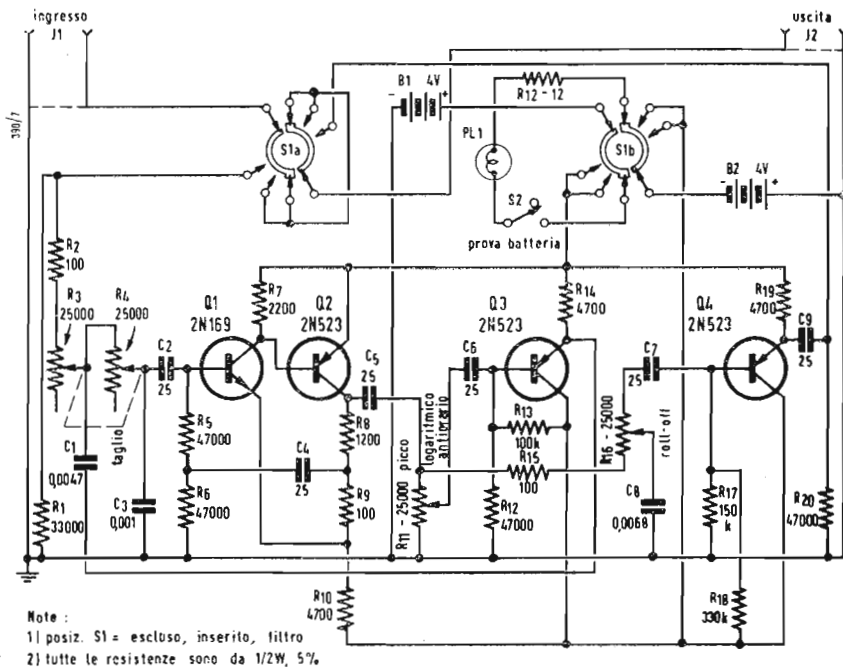 ingresso
J1
uscita
J2
390/7
B1 4V
- +
R12 - 12
PL1
S1a
S1b
S2
B2 4V
- +
prova batteria
R2
100
R3
25000
R4
25000
Q1
2N169
R7
2200
Q2
2N523
Q3
2N523
R14
4700
Q4
2N523
R19
4700
C2
25
C5
25
C6
25
C7
25
C9
25
taglio
R5
47000
C4
25
R8
1200
R11 - 25000 picco
logaritmico
antiorario
R13
100k
R15
100
R16 - 25000
roll-off
C1
0,0047
C3
0,001
R6
47000
R9
100
R12
47000
C8
0,0068
R17
150
k
R20
47000
R1
33000
R10
4700
R18
330k
Note :
1) posiz. S1 = escluso, inserito, filtro
2) tutte le resistenze sono da 1/2W, 5%